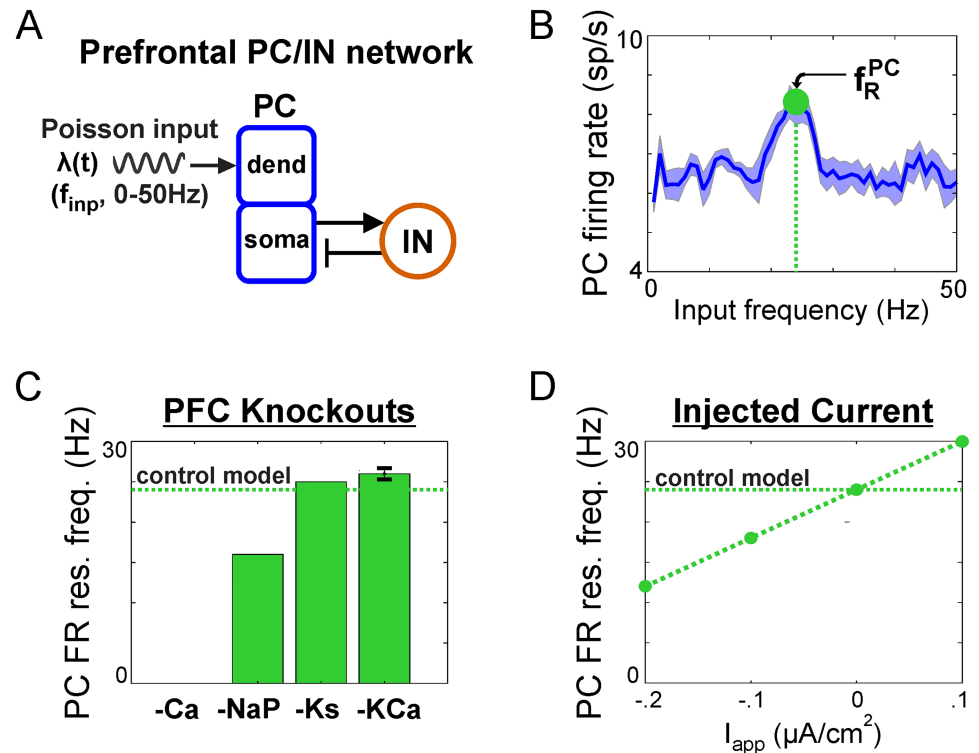 A
Prefrontal PC/IN network
PC
Poisson input
λ(t)
(f_inp, 0-50Hz)
dend
soma
IN
B
PC firing rate (sp/s)
10
4
f_R^PC
0
50
Input frequency (Hz)
C
PFC Knockouts
PC FR res. freq. (Hz)
30
control model
0
-Ca
-NaP
-Ks
-KCa
D
Injected Current
PC FR res. freq. (Hz)
30
control model
0
-.2
-.1
0
.1
I_app (µA/cm²)